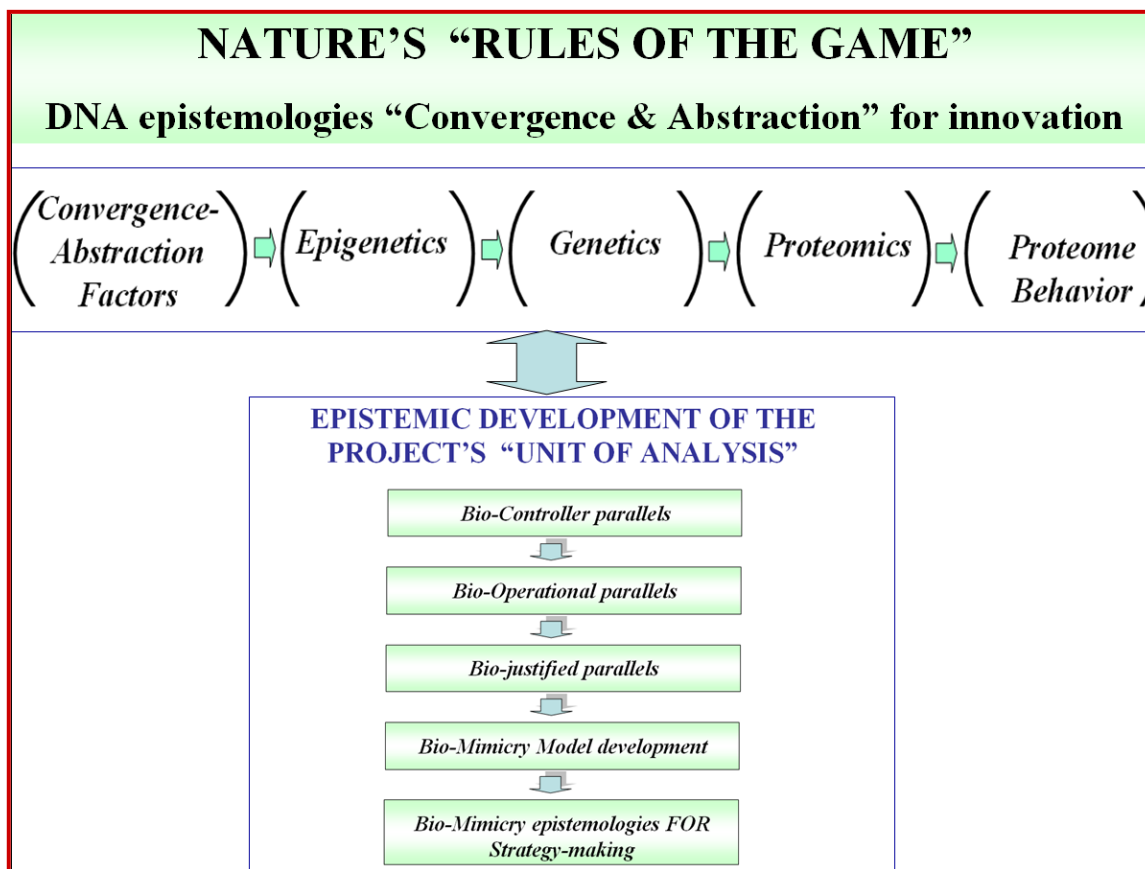 NATURE'S “RULES OF THE GAME”
DNA epistemologies “Convergence & Abstraction” for innovation
Convergence-
Abstraction
Factors
Epigenetics
Genetics
Proteomics
Proteome
Behavior
EPISTEMIC DEVELOPMENT OF THE
PROJECT'S “UNIT OF ANALYSIS”
Bio-Controller parallels
Bio-Operational parallels
Bio-justified parallels
Bio-Mimicry Model development
Bio-Mimicry epistemologies FOR
Strategy-making